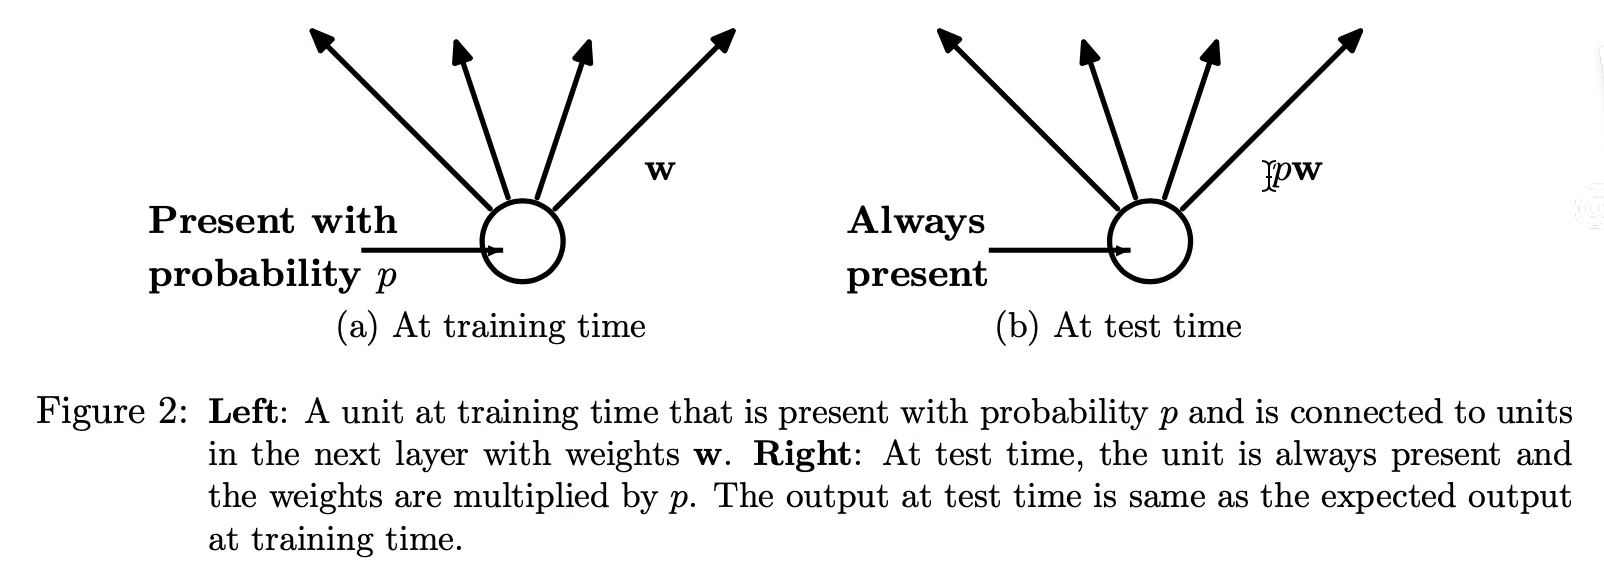 w
pw
Present with
probability p
Always
present
(a) At training time
(b) At test time
Figure 2: Left: A unit at training time that is present with probability p and is connected to units
in the next layer with weights w. Right: At test time, the unit is always present and
the weights are multiplied by p. The output at test time is same as the expected output
at training time.